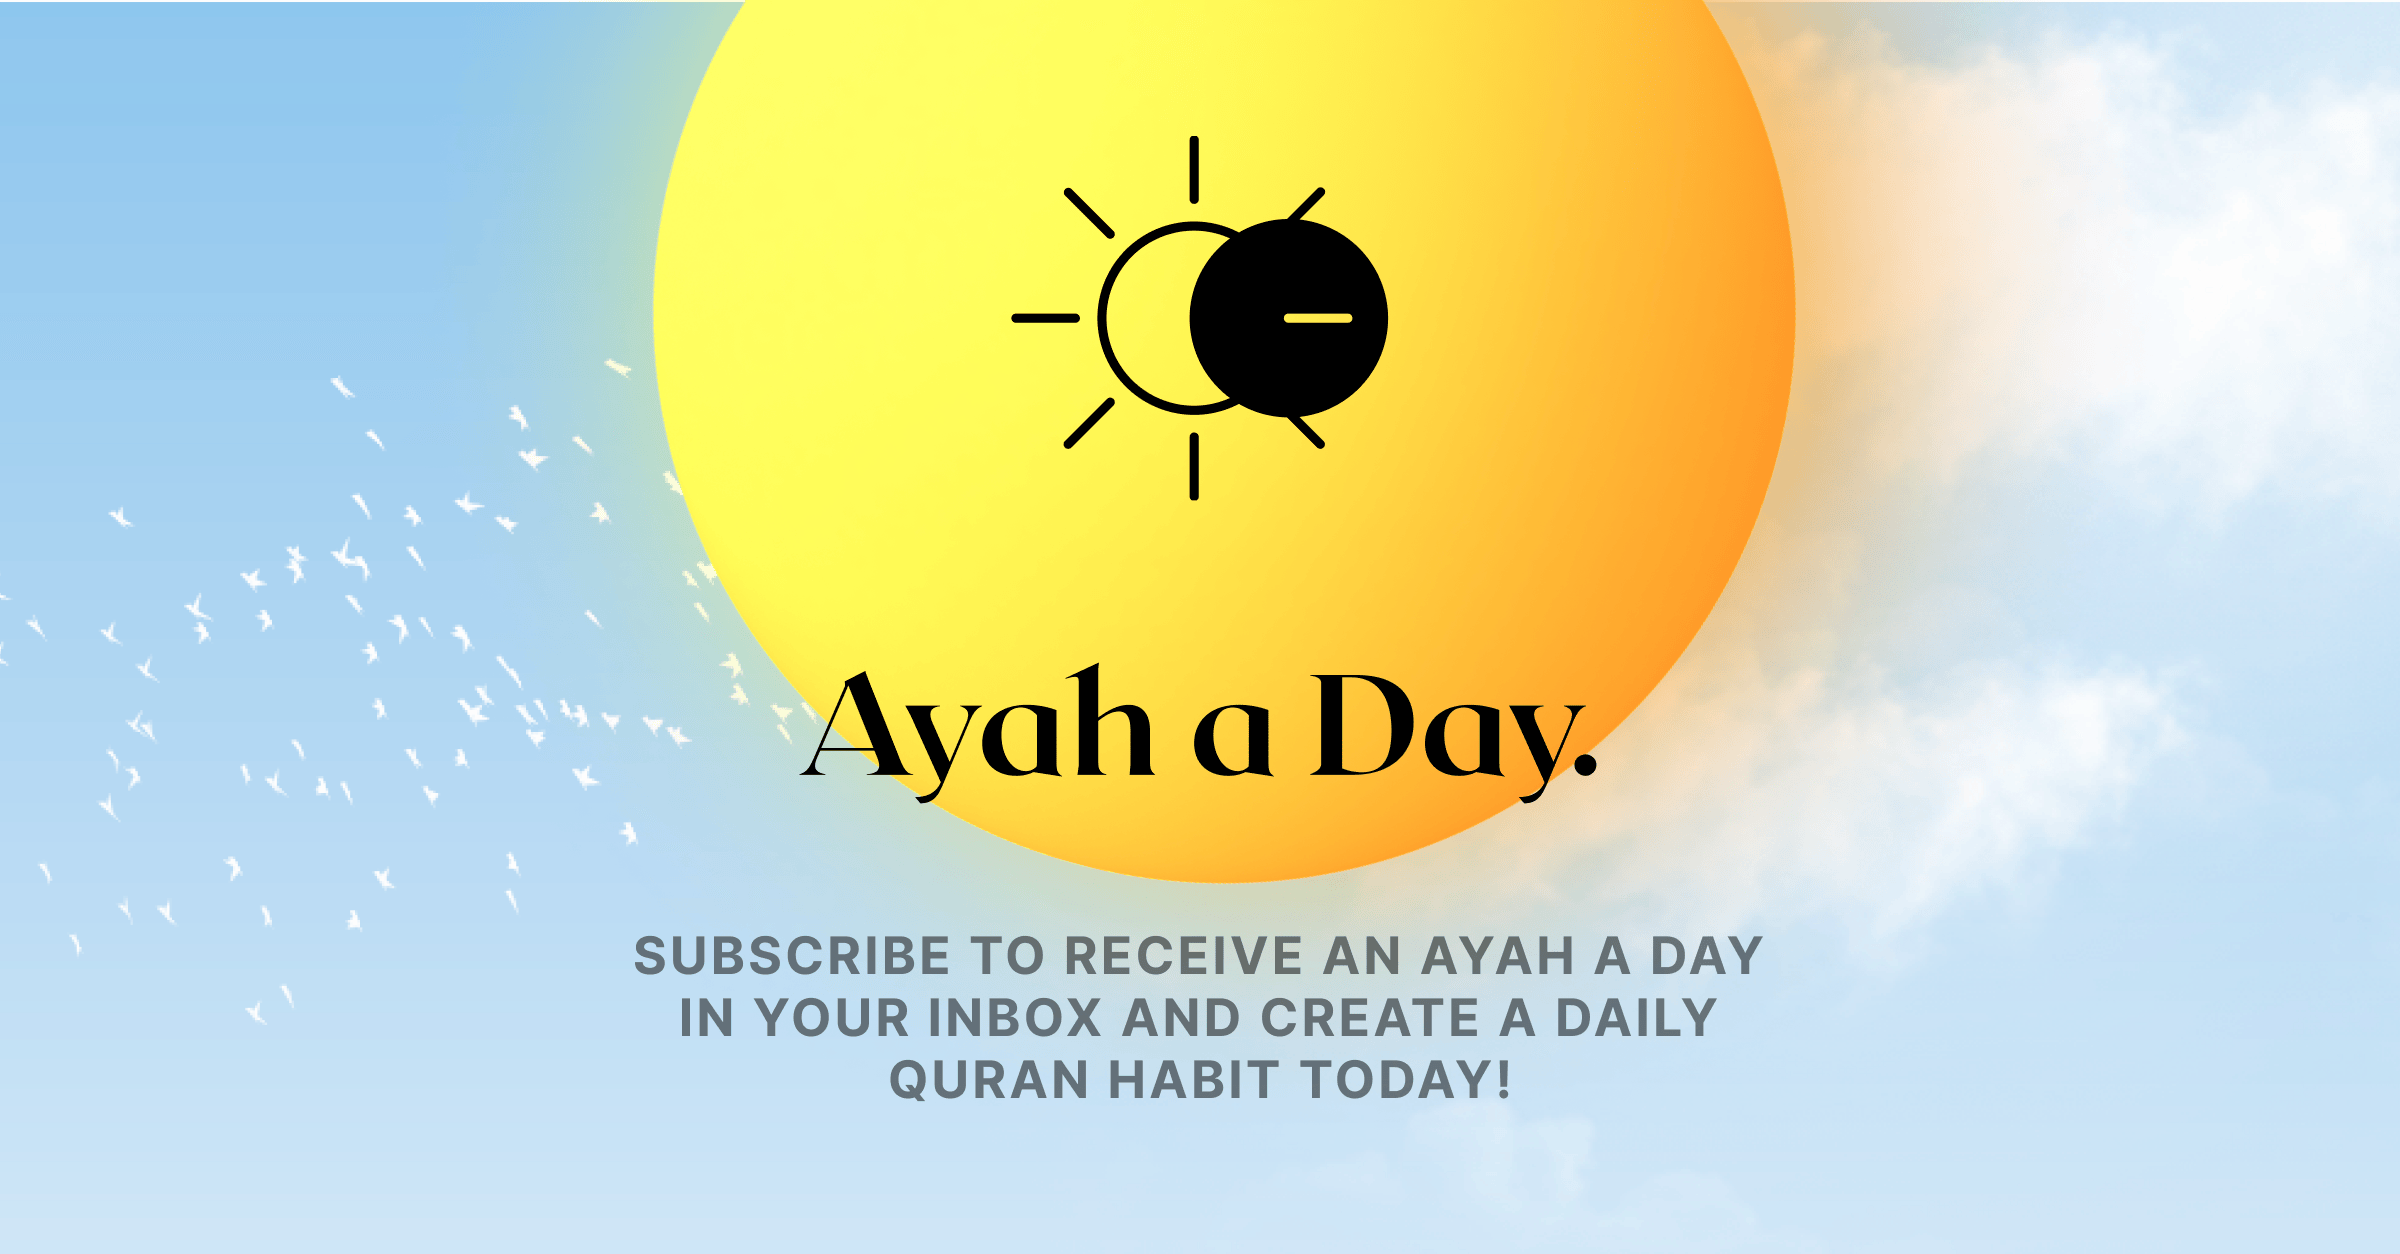 Ayah a Day.
SUBSCRIBE TO RECEIVE AN AYAH A DAY
IN YOUR INBOX AND CREATE A DAILY
QURAN HABIT TODAY!